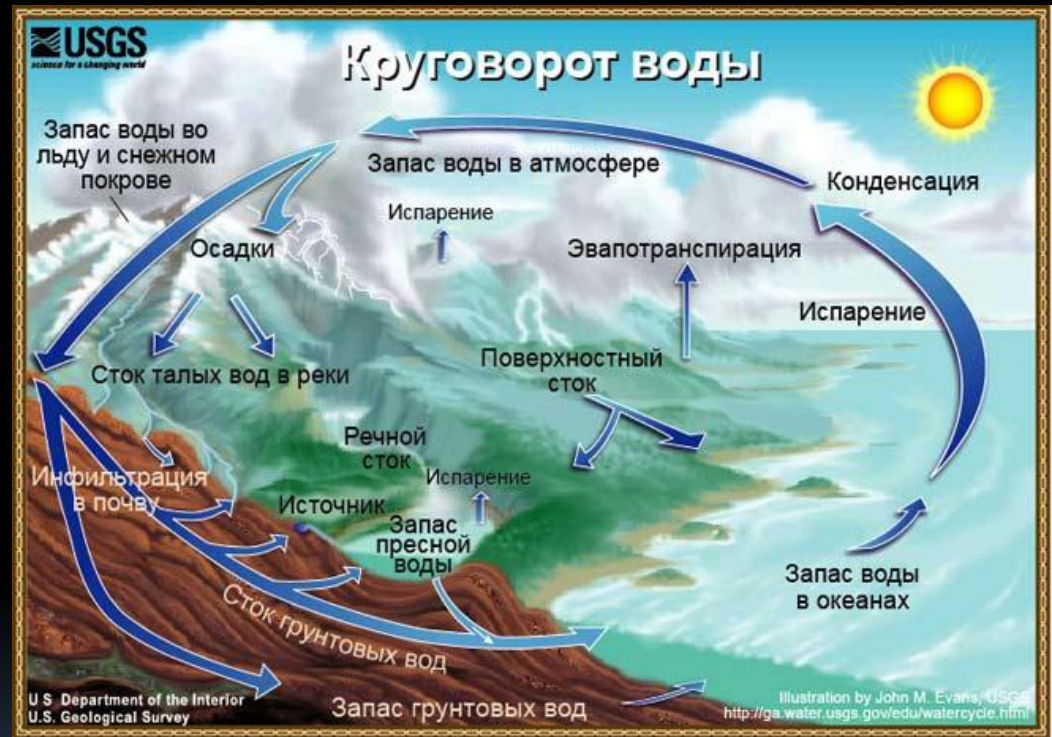 USGS
science for a changing world
Круговорот воды
Запас воды во
льду и снежном
покрове
Запас воды в атмосфере
Конденсация
Испарение
Осадки
Эвапотранспирация
Испарение
Поверхностный
сток
Сток талых вод в реки
Речной
сток
Испарение
Инфильтрация
в почву
Источник
Запас
пресной
воды
Запас воды
в океанах
Сток грунтовых вод
Запас грунтовых вод
U S Department of the Interior
U.S. Geological Survey
Illustration by John M. Evans, USGS
http://ga.water.usgs.gov/edu/watercycle.html